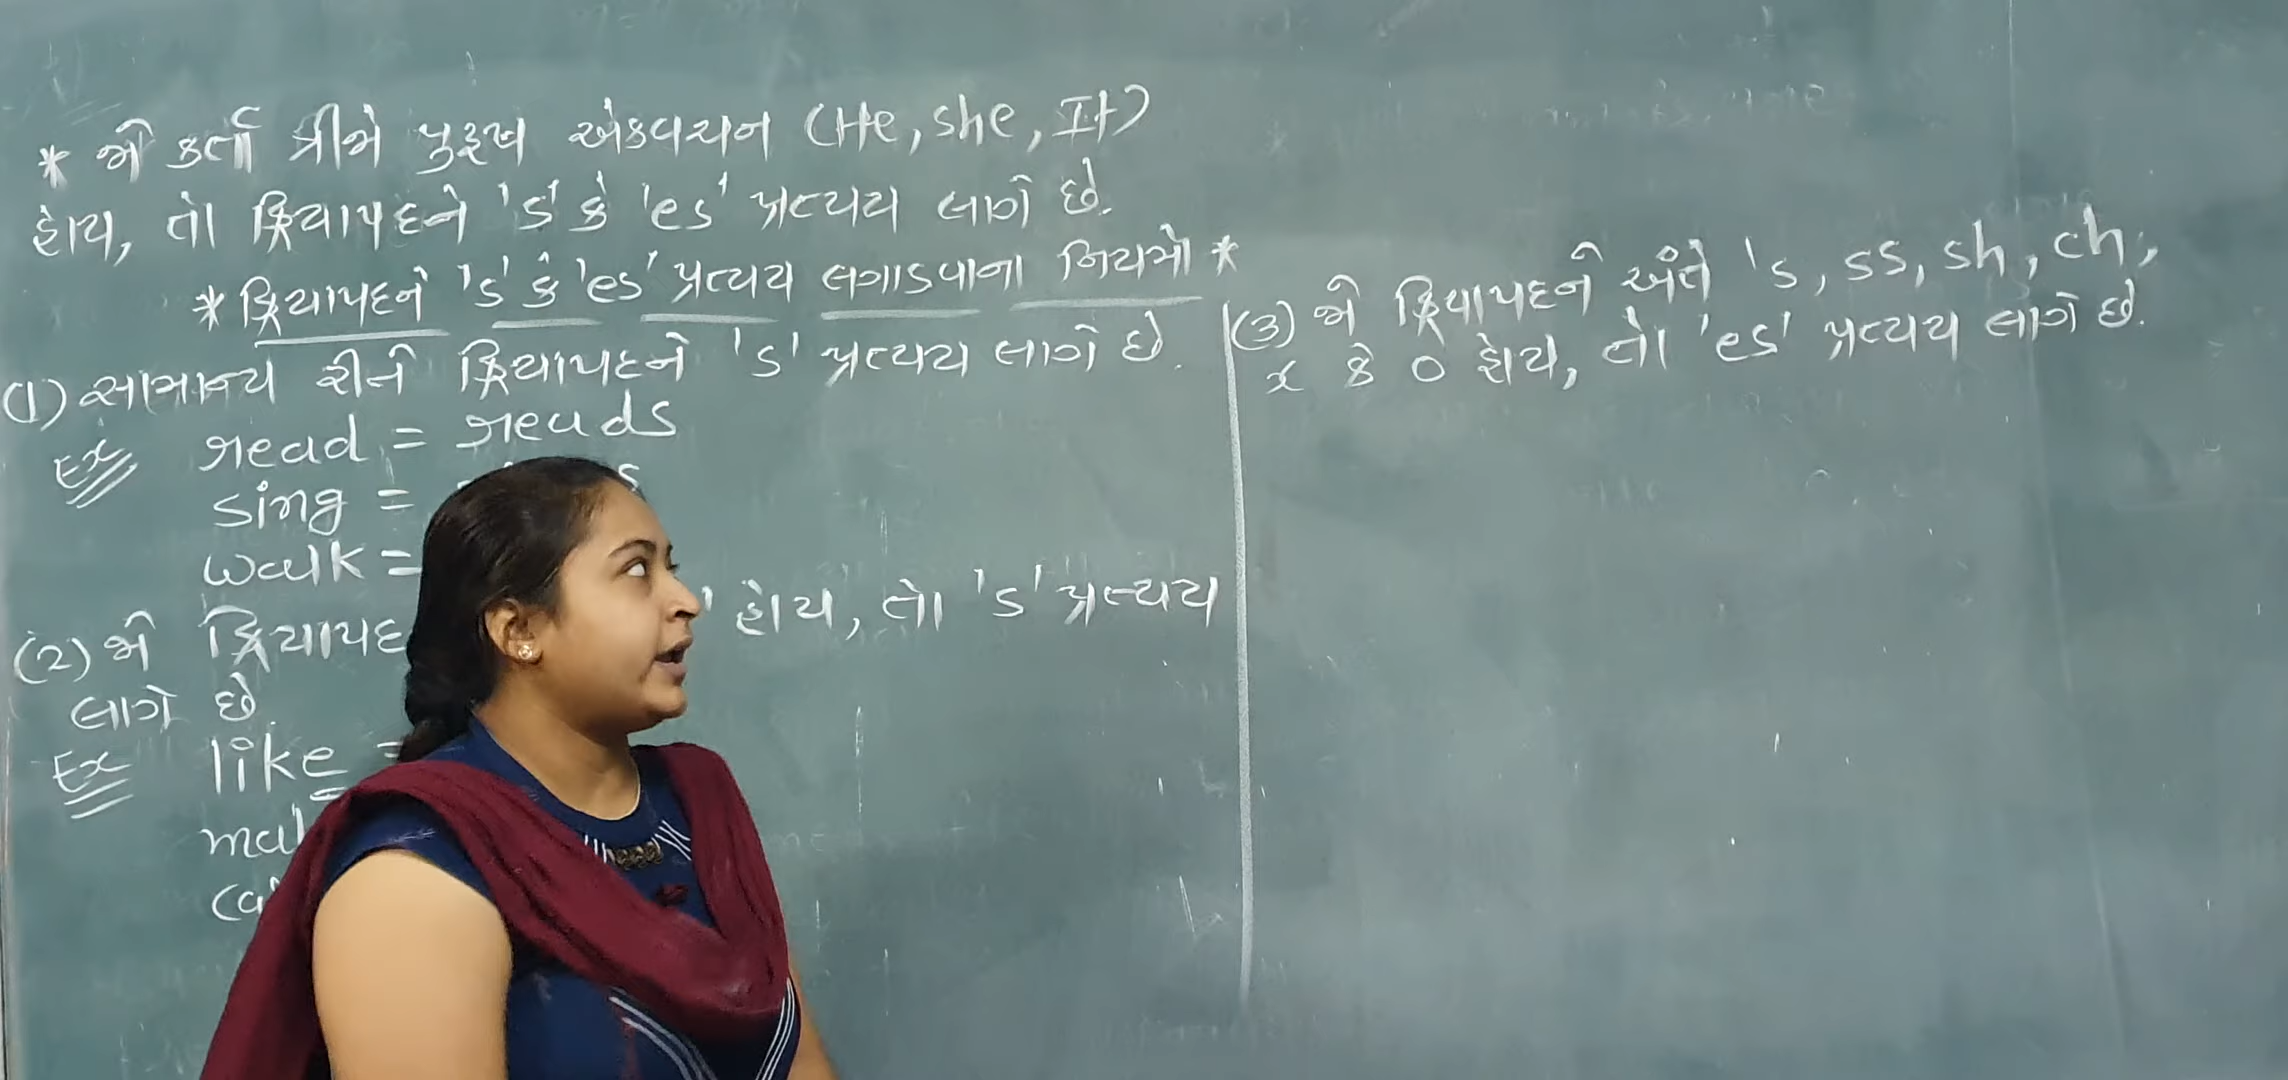 * જો કર્તા ત્રીજો પુરૂષ એકવચન (He, she, It)
હોય, તો ક્રિયાપદને 's' કે 'es' પ્રત્યય લાગે છે.
* ક્રિયાપદને 's' કે 'es' પ્રત્યય લગાડવાના નિયમો *
(1) સામાન્ય રીતે ક્રિયાપદને 's' પ્રત્યય લાગે છે.
Ex read = reads
sing =
walk =
(2) જો ક્રિયાપદ ' હોય, તો 's' પ્રત્યય
લાગે છે
Ex like =
(3) જો ક્રિયાપદને અંતે 's, ss, sh, ch,
x કે o હોય, તો 'es' પ્રત્યય લાગે છે.